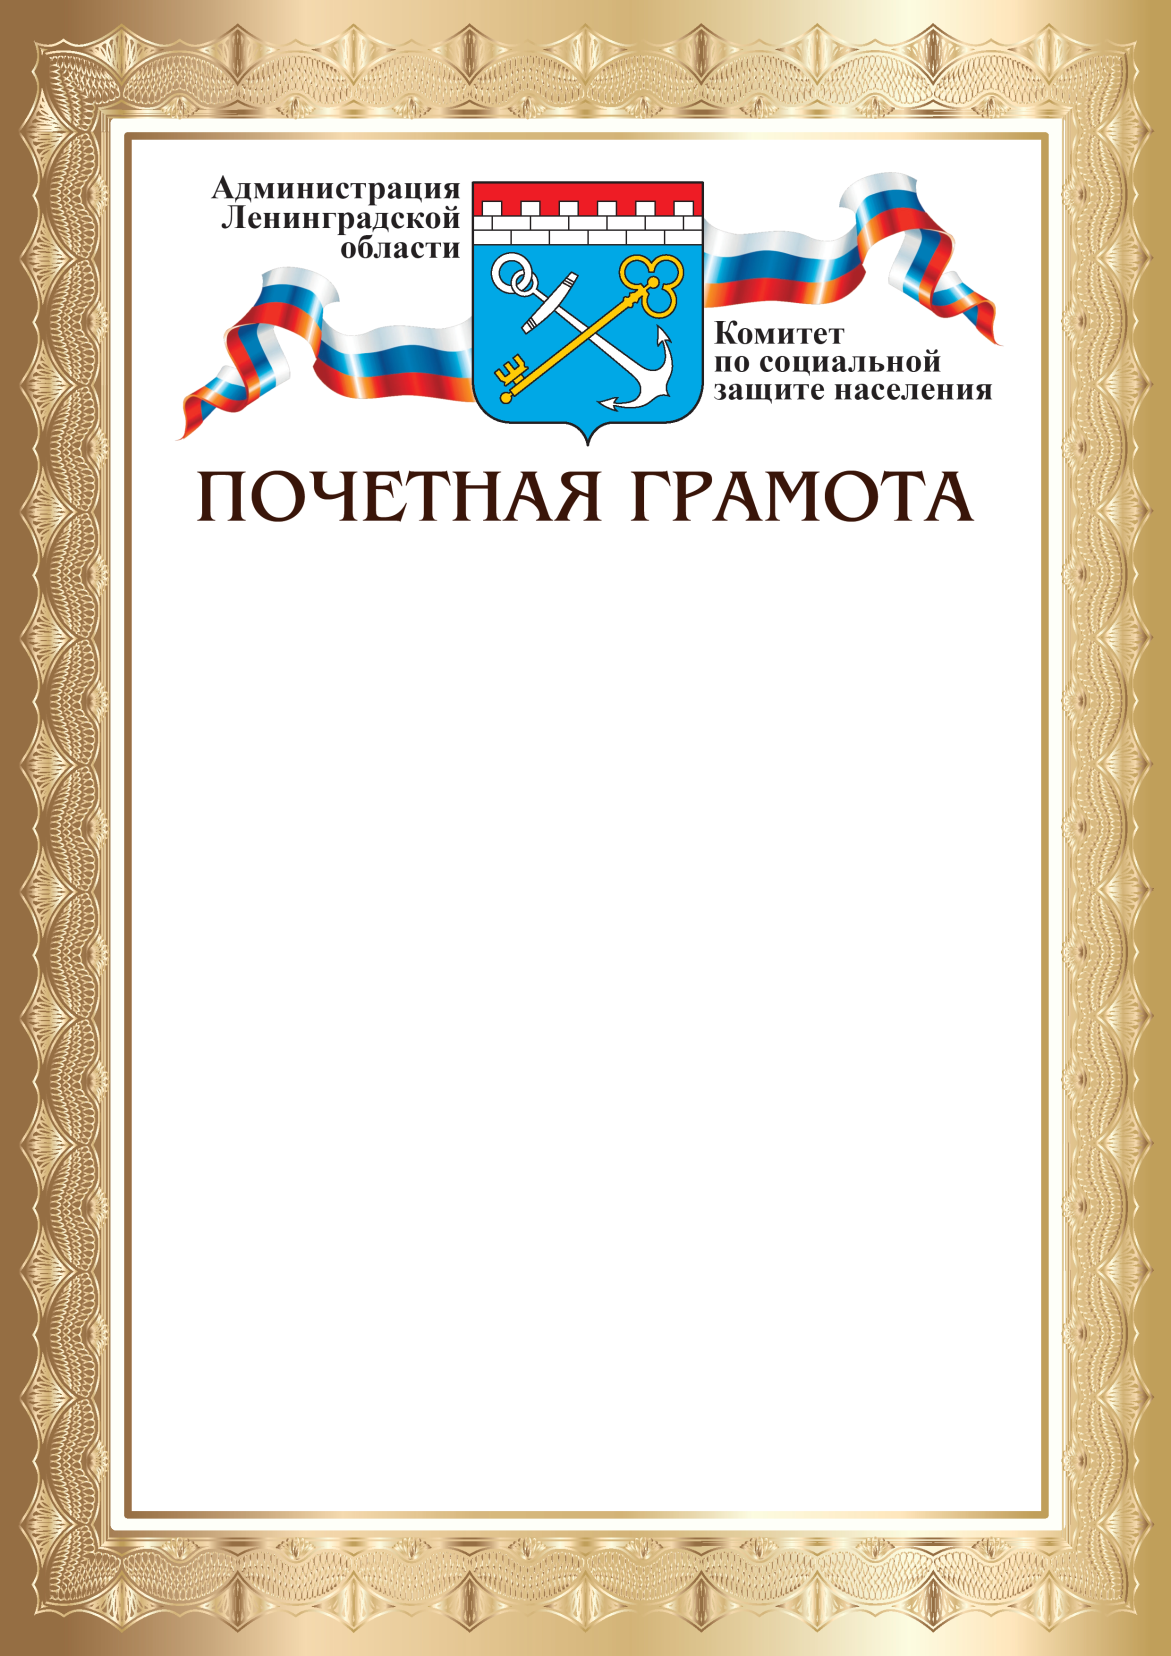 Администрация
Ленинградской
области
Комитет
по социальной
защите населения
ПОЧЕТНАЯ ГРАМОТА